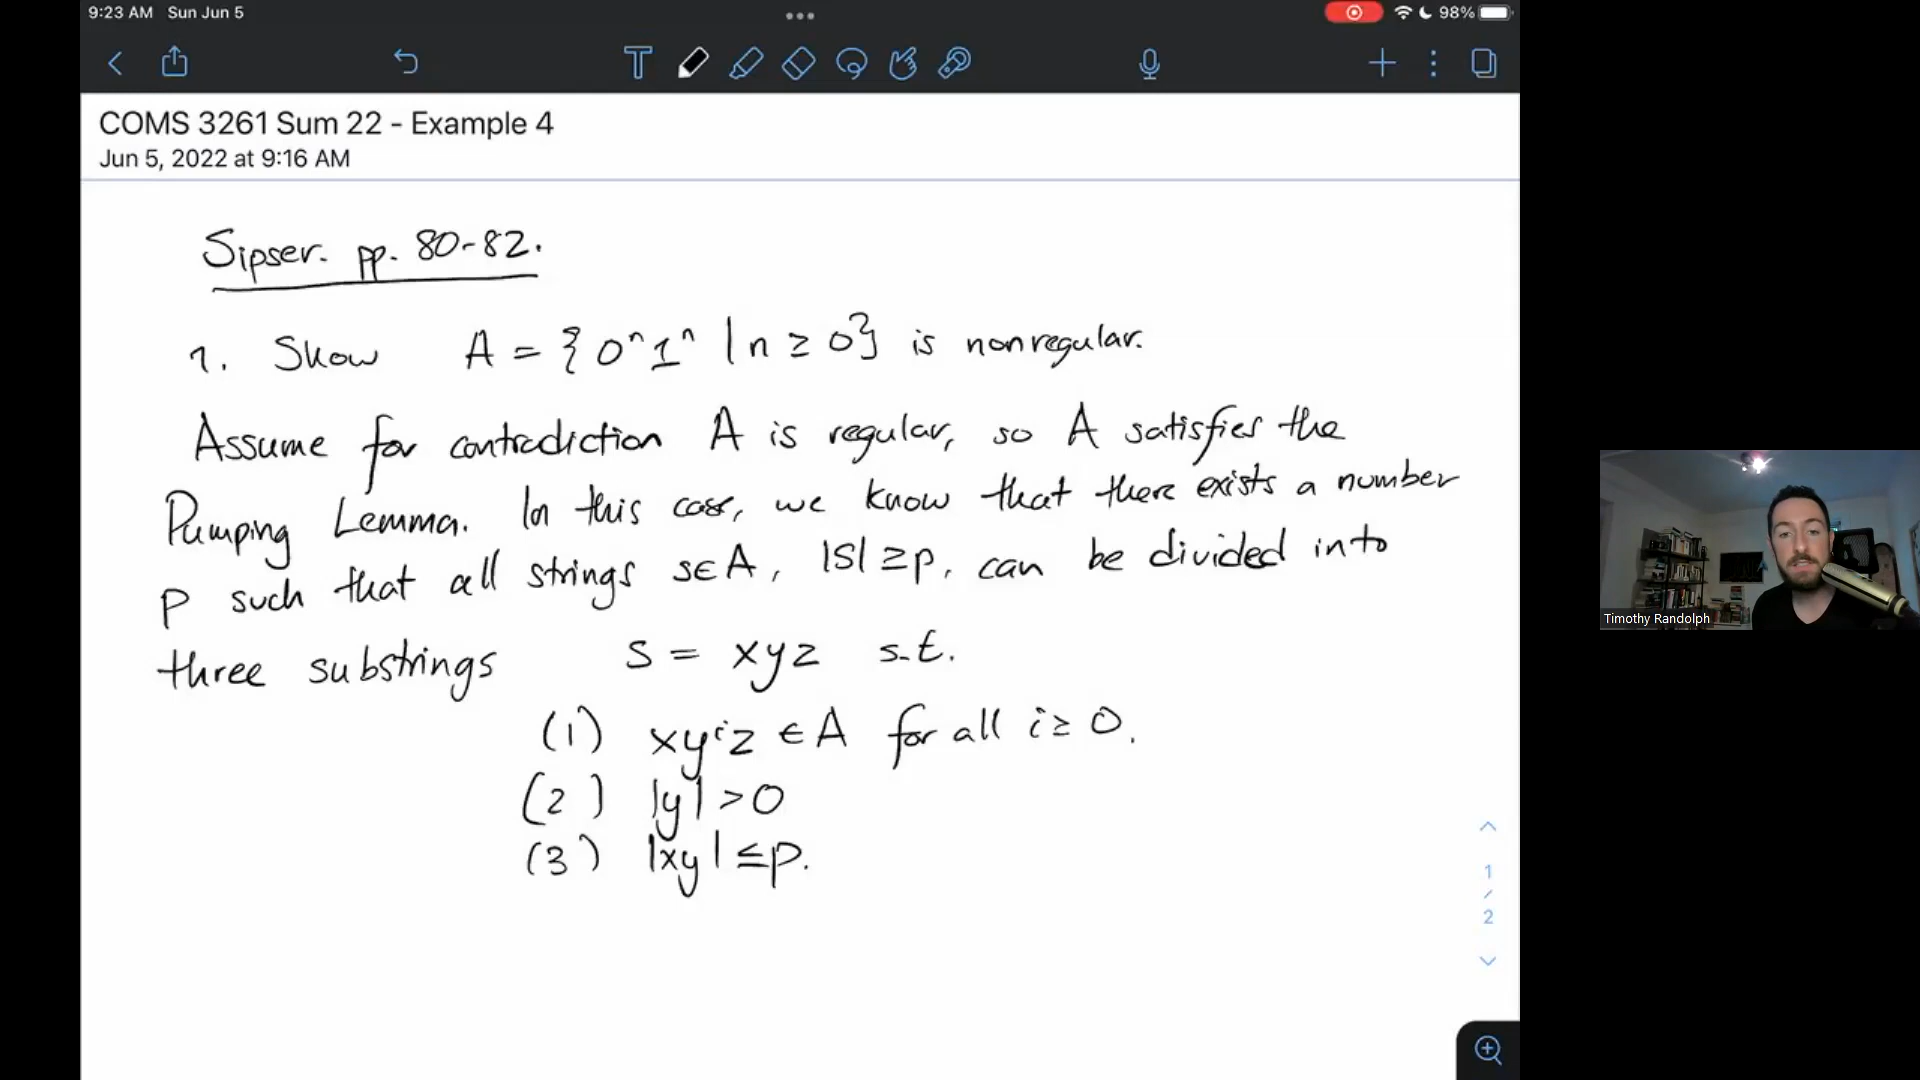 9:23 AM Sun Jun 5
98%
COMS 3261 Sum 22 - Example 4
Jun 5, 2022 at 9:16 AM
Sipser. pp. 80-82.
1. Show A = {0ⁿ1ⁿ | n ≥ 0} is nonregular.
Assume for contradiction A is regular, so A satisfies the
Pumping Lemma. In this case, we know that there exists a number
p such that all strings s∈A, |s| ≥p, can be divided into
three substrings s = xyz s.t.
(1) xyⁱz ∈ A for all i ≥ 0.
(2) |y| > 0
(3) |xy| ≤ p.
1
/
2
Timothy Randolph